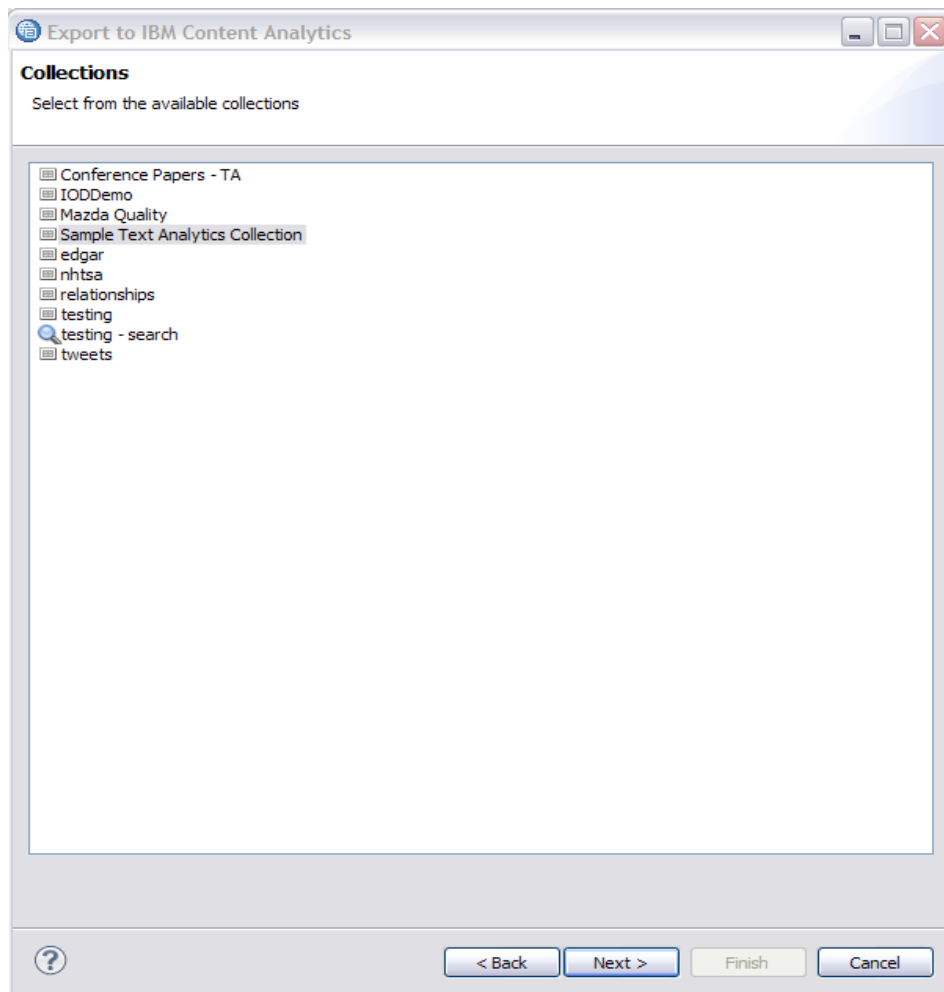 Export to IBM Content Analytics
Collections
Select from the available collections
Conference Papers - TA
IODDemo
Mazda Quality
Sample Text Analytics Collection
edgar
nhtsa
relationships
testing
testing - search
tweets
?
< Back Next > Finish Cancel